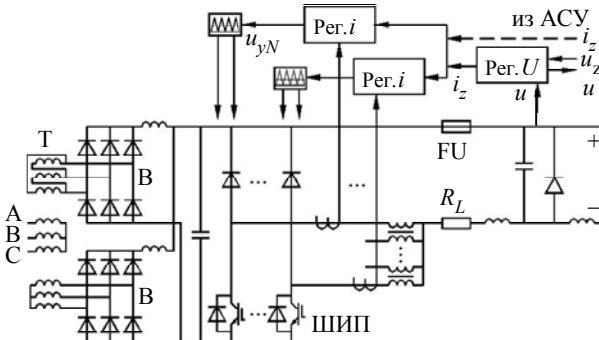 Рег.i
из АСУ
u_yN
i_z
Рег.U
u_z
Рег.i
i_z
u
u
Т
FU
+
В
...
...
...
R_L
−
А
В
С
...
В
...
ШИП